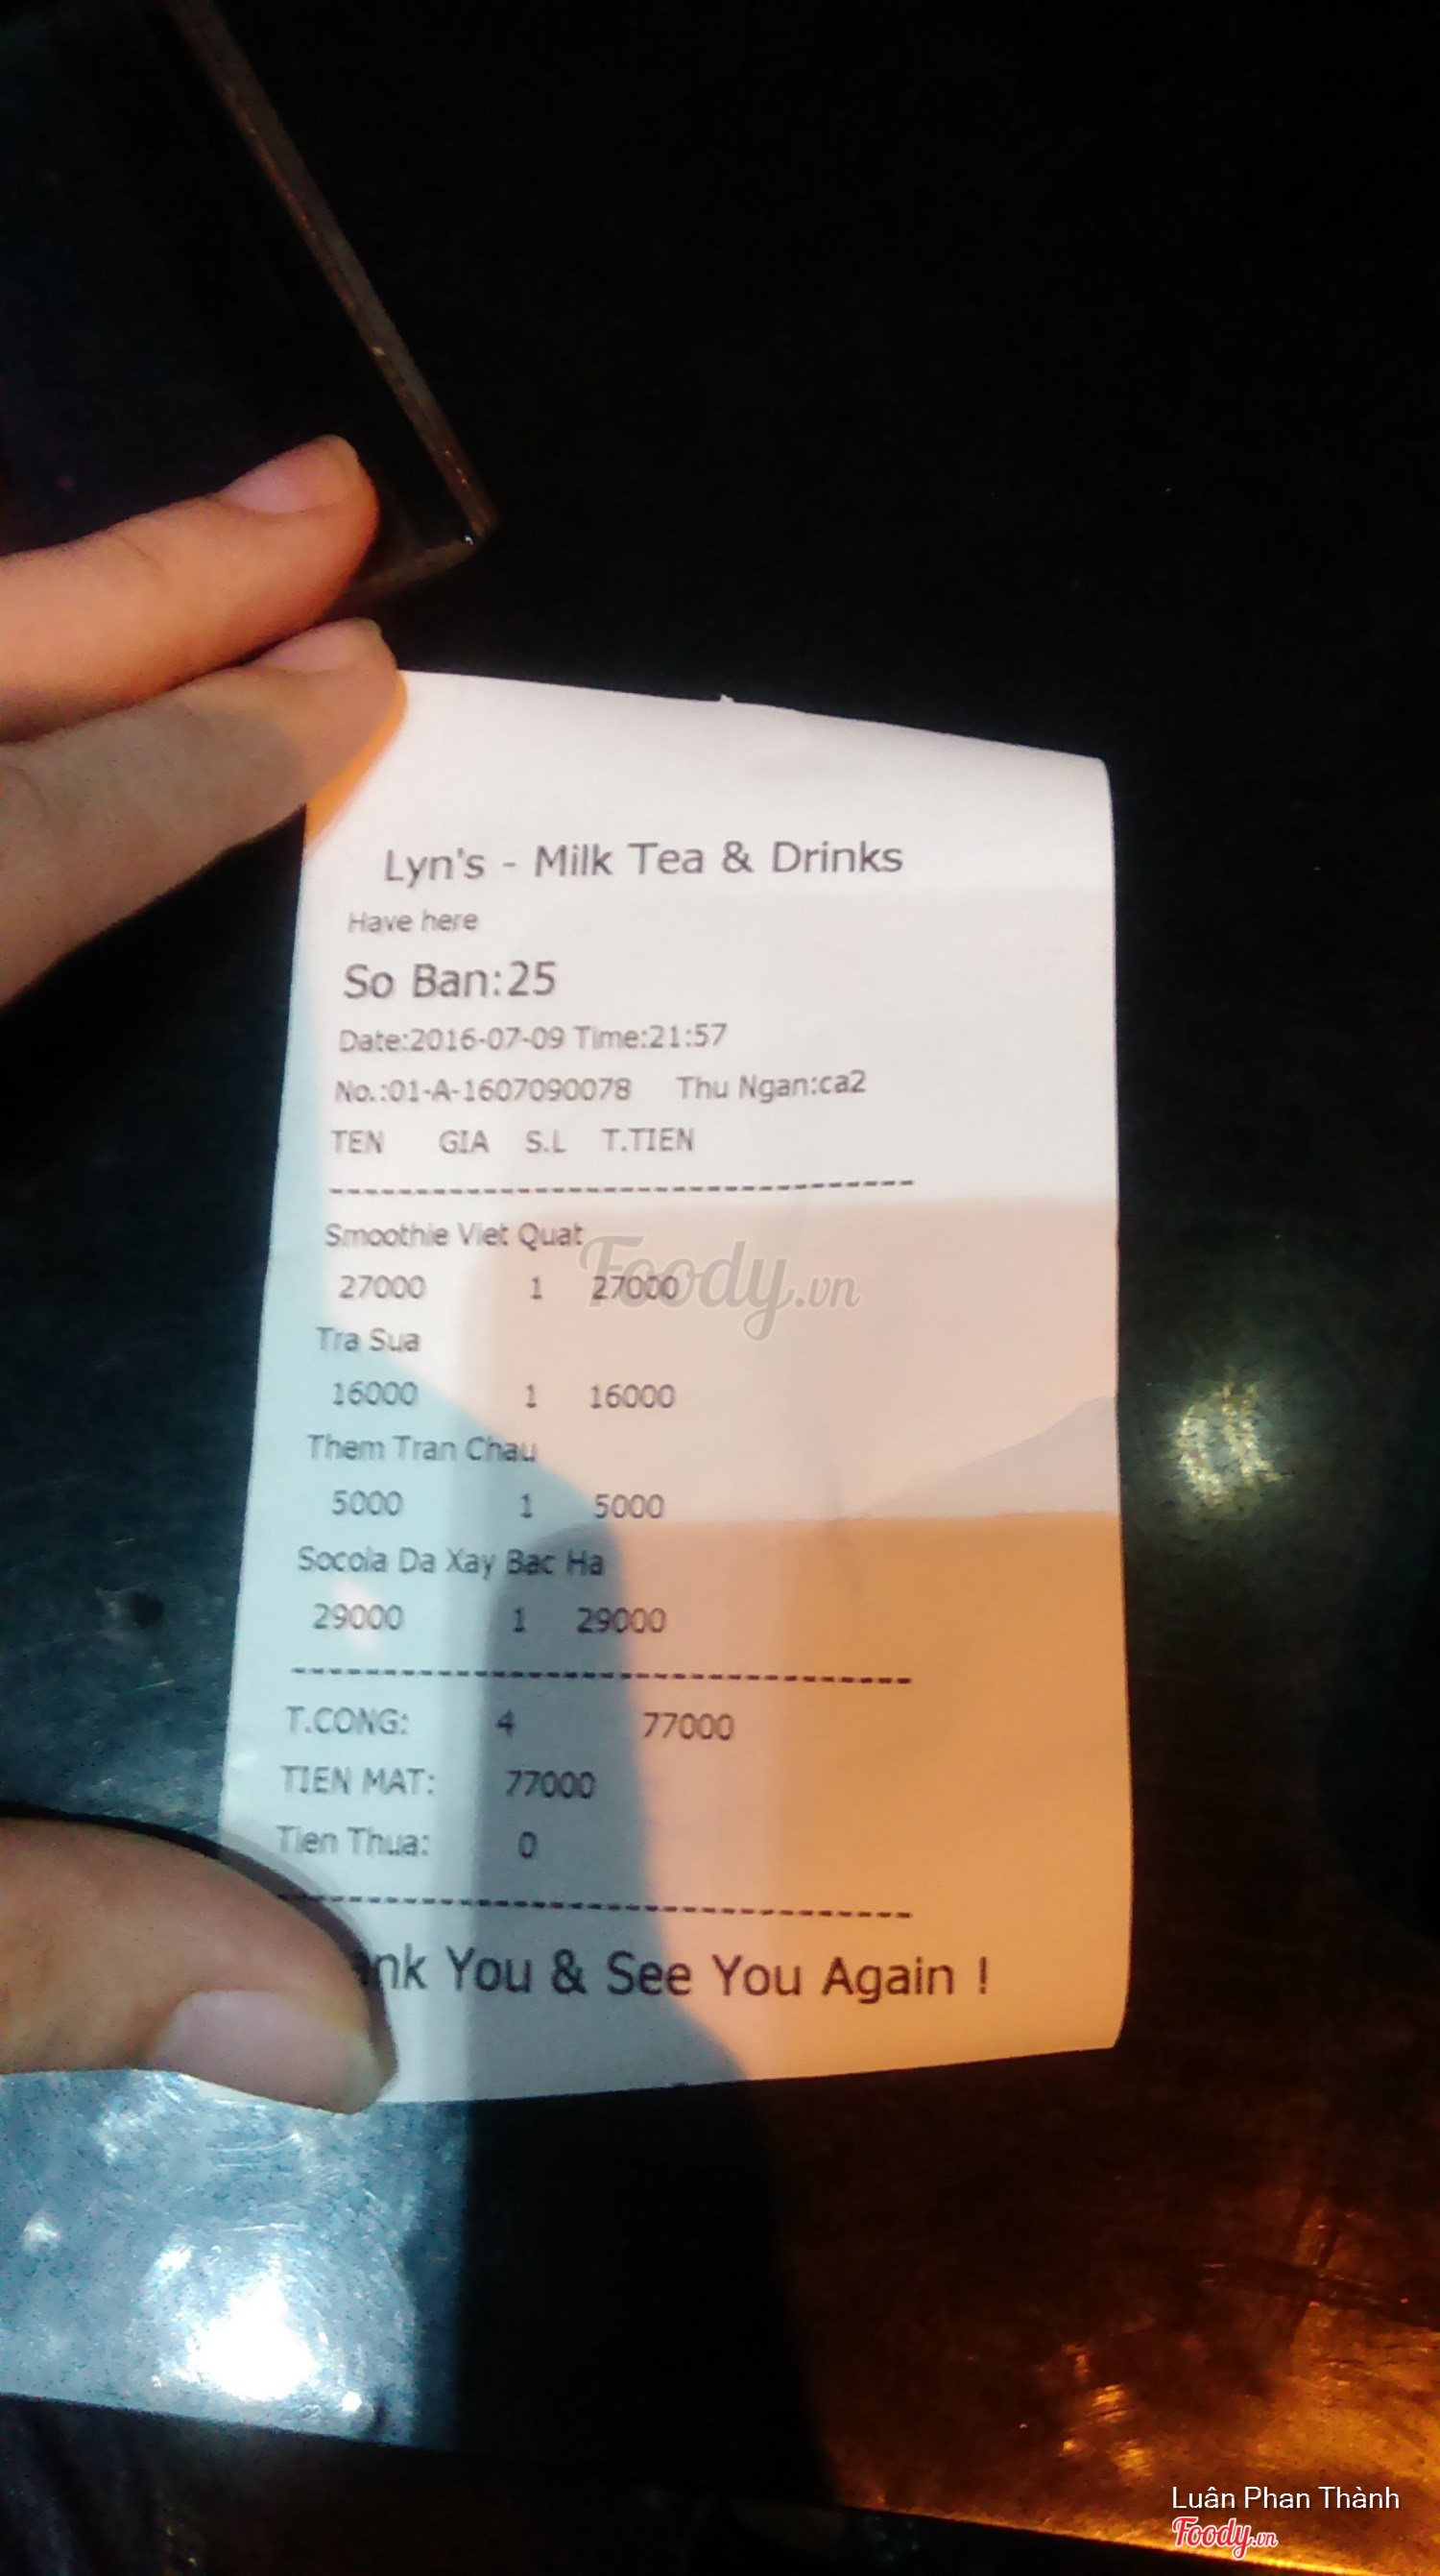 Lyn's - Milk Tea & Drinks
Have here
So Ban:25
Date:2016-07-09 Time:21:57
No.:01-A-1607090078 Thu Ngan:ca2
TEN GIA S.L T.TIEN
Smoothie Viet Quat
27000 1 27000
Foody.vn
Tra Sua
16000 1 16000
Them Tran Chau
5000 1 5000
Socola Da Xay Bac Ha
29000 1 29000
T.CONG: 4 77000
TIEN MAT: 77000
Tien Thua: 0
ank You & See You Again !
Luân Phan Thành
Foody.vn